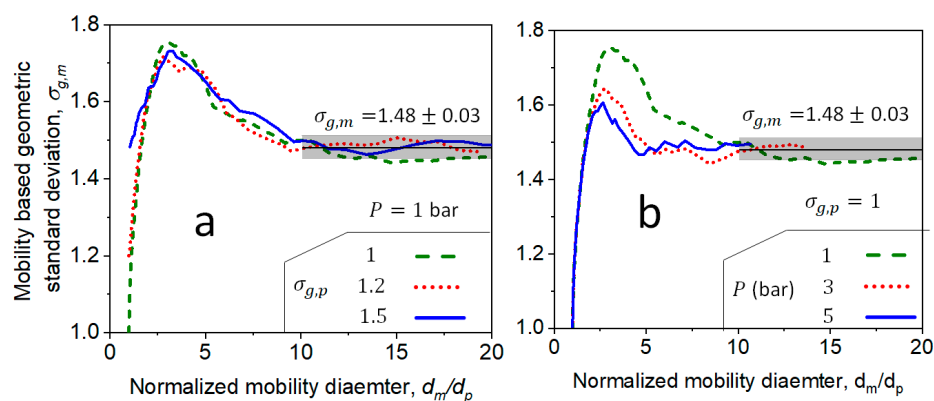 Mobility based geometric
standard deviation, σg,m
1.8
1.6
1.4
1.2
1.0
σg,m = 1.48 ± 0.03
a
P = 1 bar
σg,p
1
1.2
1.5
0 5 10 15 20
Normalized mobility diaemter, dm/dp
1.8
1.6
1.4
1.2
1.0
σg,m = 1.48 ± 0.03
b
σg,p = 1
P (bar)
1
3
5
0 5 10 15 20
Normalized mobility diaemter, dm/dp